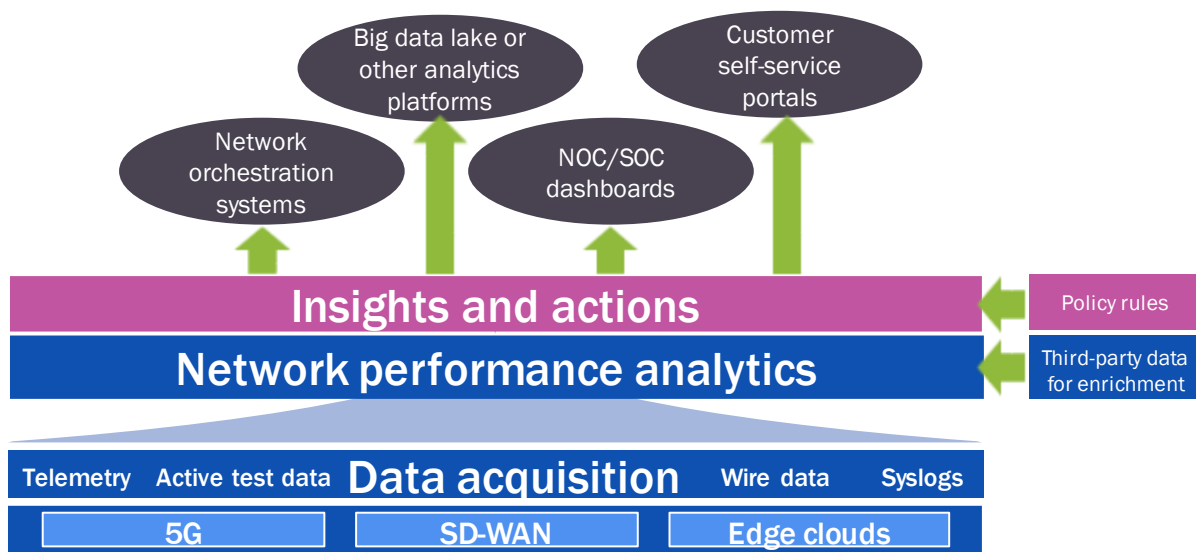 Big data lake or
other analytics
platforms
Customer
self-service
portals
Network
orchestration
systems
NOC/SOC
dashboards
Insights and actions
Policy rules
Network performance analytics
Third-party data
for enrichment
Telemetry Active test data Data acquisition Wire data Syslogs
5G SD-WAN Edge clouds